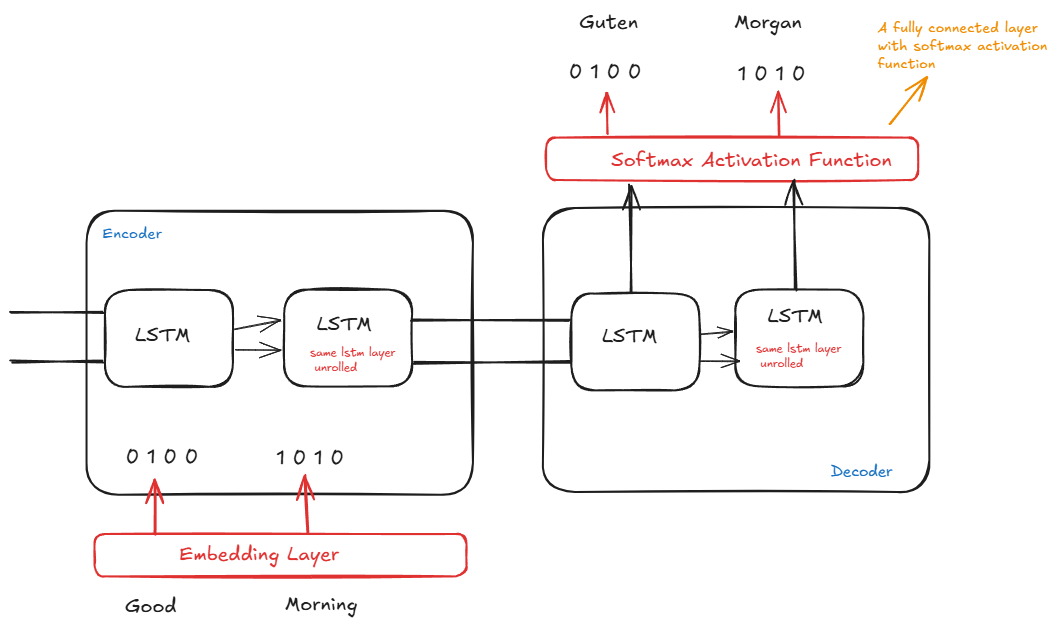 Guten Morgan
0 1 0 0 1 0 1 0
A fully connected layer
with softmax activation
function
Softmax Activation Function
Encoder
LSTM
LSTM
same lstm layer
unrolled
LSTM
LSTM
same lstm layer
unrolled
0 1 0 0 1 0 1 0
Decoder
Embedding Layer
Good Morning